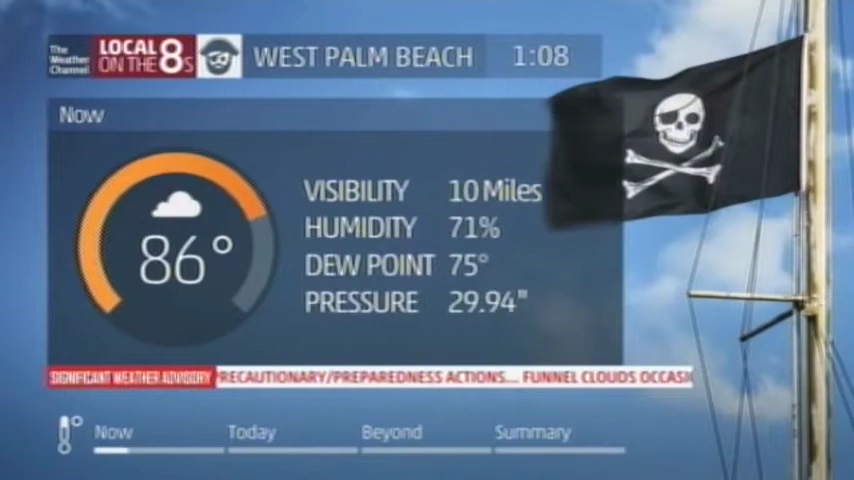 The
Weather
Channel
LOCAL
ON THE 8s
WEST PALM BEACH 1:08
Now
86°
VISIBILITY 10 Miles
HUMIDITY 71%
DEW POINT 75°
PRESSURE 29.94"
SIGNIFICANT WEATHER ADVISORY RECAUTIONARY/PREPAREDNESS ACTIONS... FUNNEL CLOUDS OCCASI
Now Today Beyond Summary